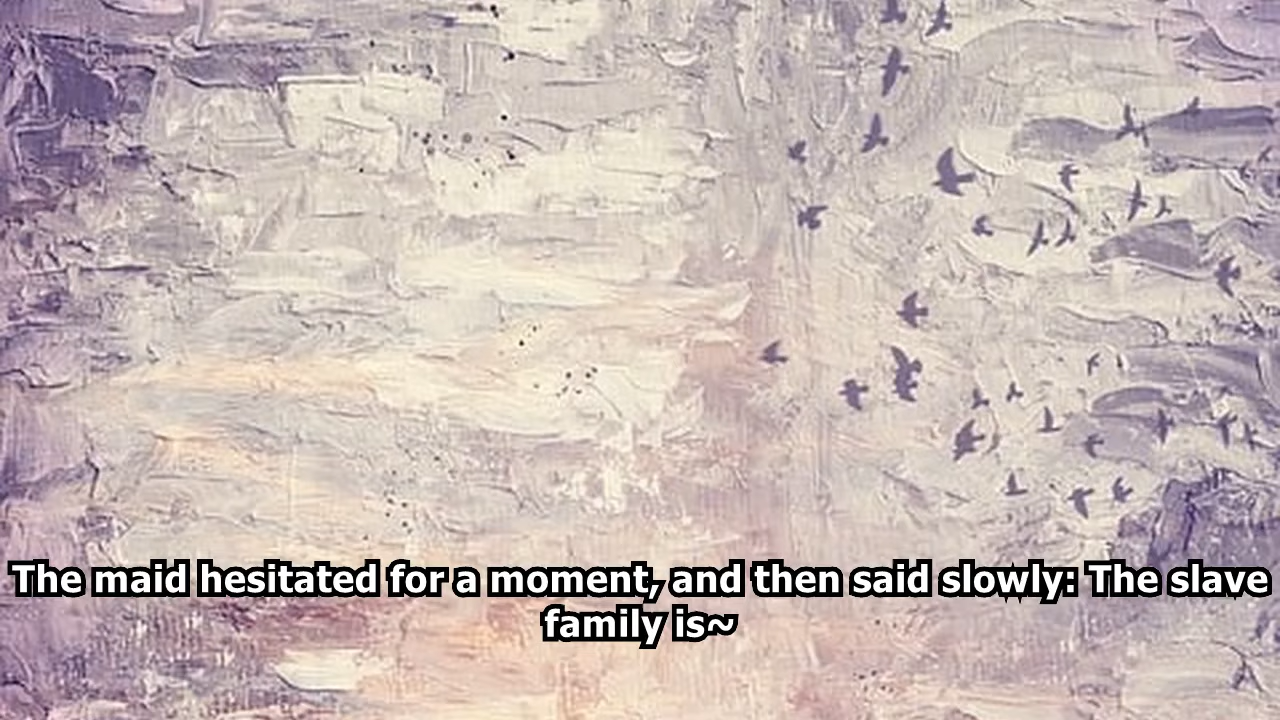 The maid hesitated for a moment, and then said slowly: The slave
family is~